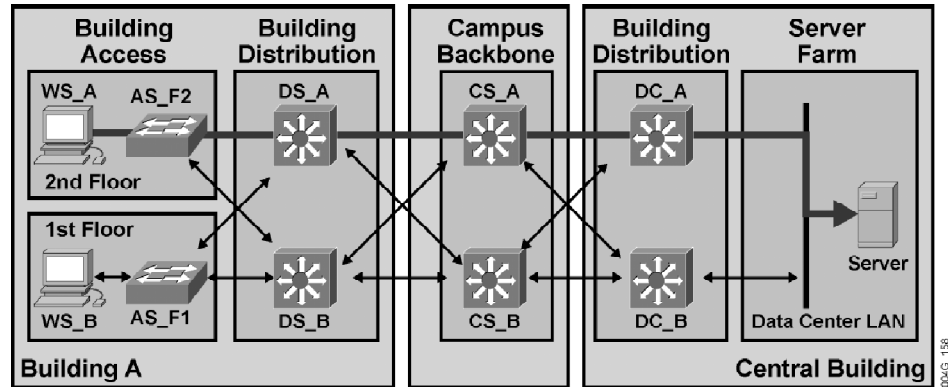 Building Access
Building Distribution
Campus Backbone
Building Distribution
Server Farm
WS_A
AS_F2
DS_A
CS_A
DC_A
2nd Floor
1st Floor
Server
WS_B
AS_F1
DS_B
CS_B
DC_B
Data Center LAN
Building A
Central Building